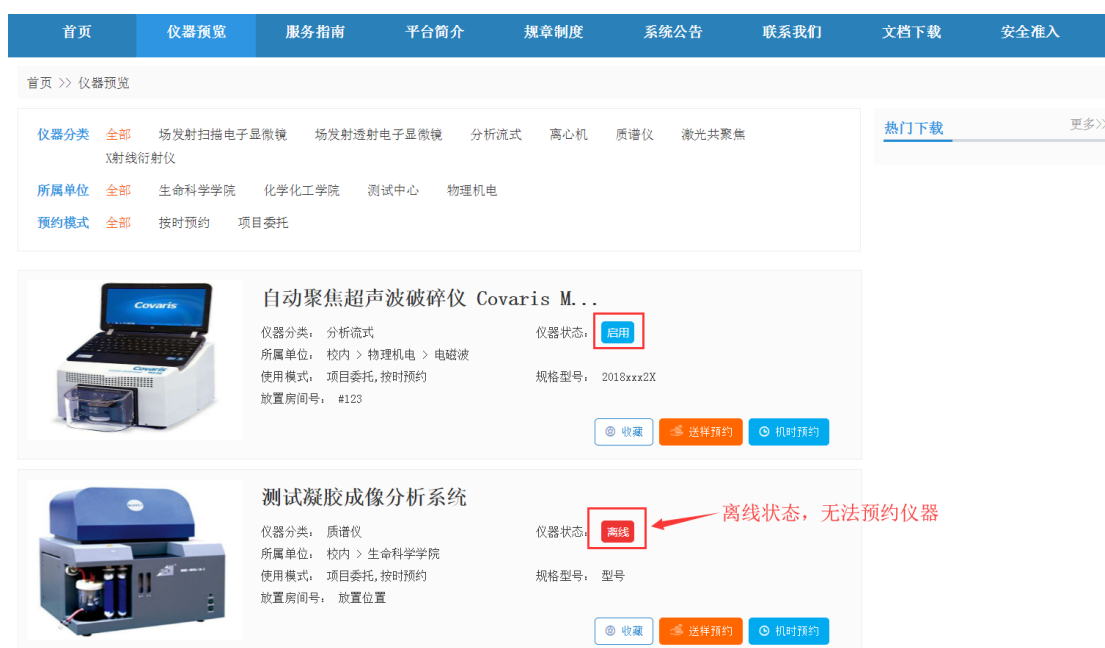 首页 仪器预览 服务指南 平台简介 规章制度 系统公告 联系我们 文档下载 安全准入
首页 >> 仪器预览
仪器分类 全部 场发射扫描电子显微镜 场发射透射电子显微镜 分析流式 离心机 质谱仪 激光共聚焦
X射线衍射仪
所属单位 全部 生命科学学院 化学化工学院 测试中心 物理机电
预约模式 全部 按时预约 项目委托
热门下载 更多>>
Covaris
Covaris
自动聚焦超声波破碎仪 Covaris M...
仪器分类： 分析流式 仪器状态： 启用
所属单位： 校内 > 物理机电 > 电磁波
使用模式： 项目委托,按时预约 规格型号： 2018xxx2X
放置房间号： #123
收藏 送样预约 机时预约
测试凝胶成像分析系统
仪器分类： 质谱仪 仪器状态： 离线
离线状态，无法预约仪器
所属单位： 校内 > 生命科学学院
使用模式： 项目委托,按时预约 规格型号： 型号
放置房间号： 放置位置
收藏 送样预约 机时预约